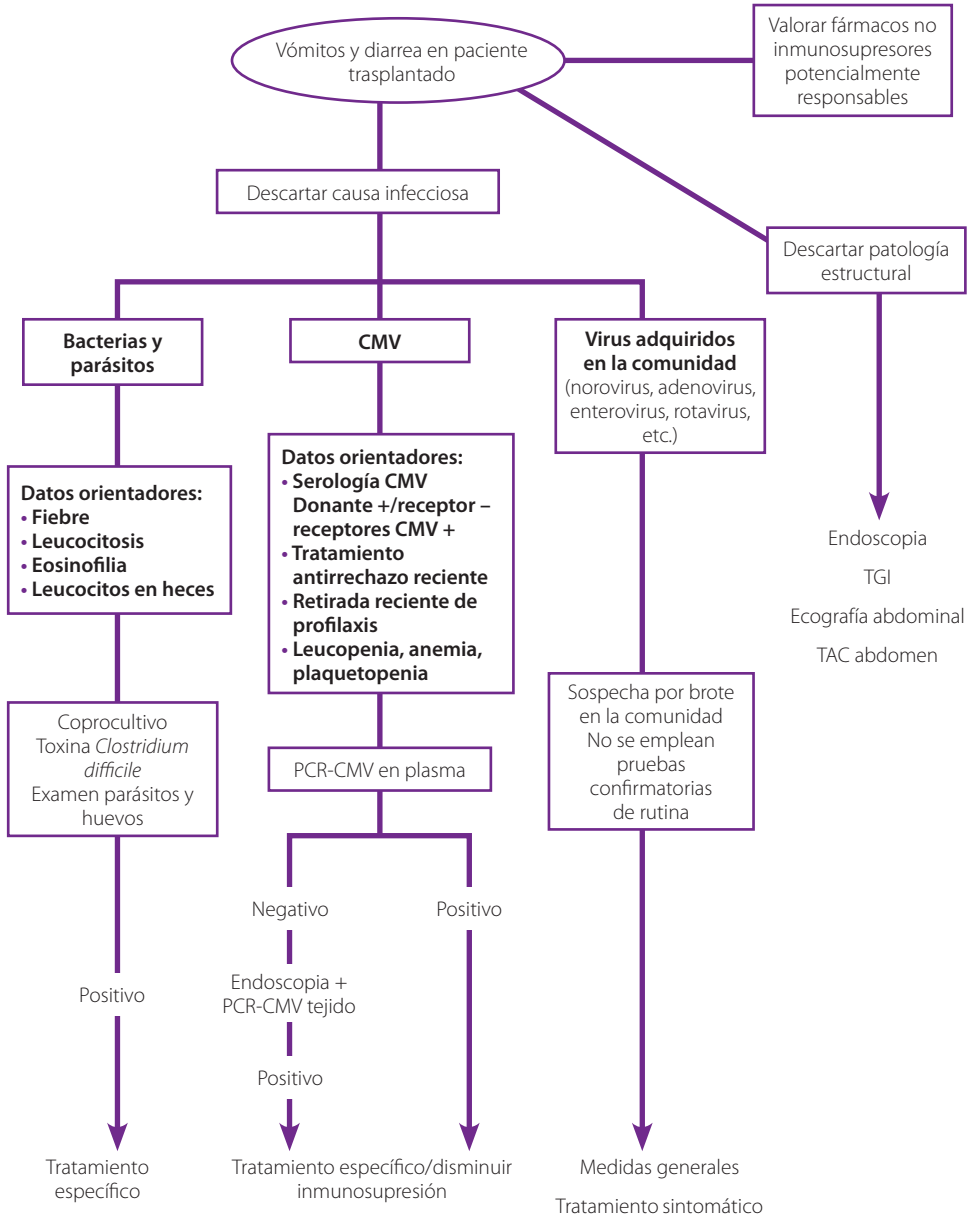 Vómitos y diarrea en paciente
trasplantado
Valorar fármacos no
inmunosupresores
potencialmente
responsables
Descartar causa infecciosa
Descartar patología
estructural
Bacterias y
parásitos
CMV
Virus adquiridos
en la comunidad
(norovirus, adenovirus,
enterovirus, rotavirus,
etc.)
Datos orientadores:
• Fiebre
• Leucocitosis
• Eosinofilia
• Leucocitos en heces
Datos orientadores:
• Serología CMV
Donante +/receptor –
receptores CMV +
• Tratamiento
antirrechazo reciente
• Retirada reciente de
profilaxis
• Leucopenia, anemia,
plaquetopenia
Endoscopia
TGI
Ecografía abdominal
TAC abdomen
Coprocultivo
Toxina Clostridium
difficile
Examen parásitos y
huevos
PCR-CMV en plasma
Sospecha por brote
en la comunidad
No se emplean
pruebas
confirmatorias
de rutina
Negativo
Positivo
Endoscopia +
PCR-CMV tejido
Positivo
Positivo
Tratamiento
específico
Tratamiento específico/disminuir
inmunosupresión
Medidas generales
Tratamiento sintomático